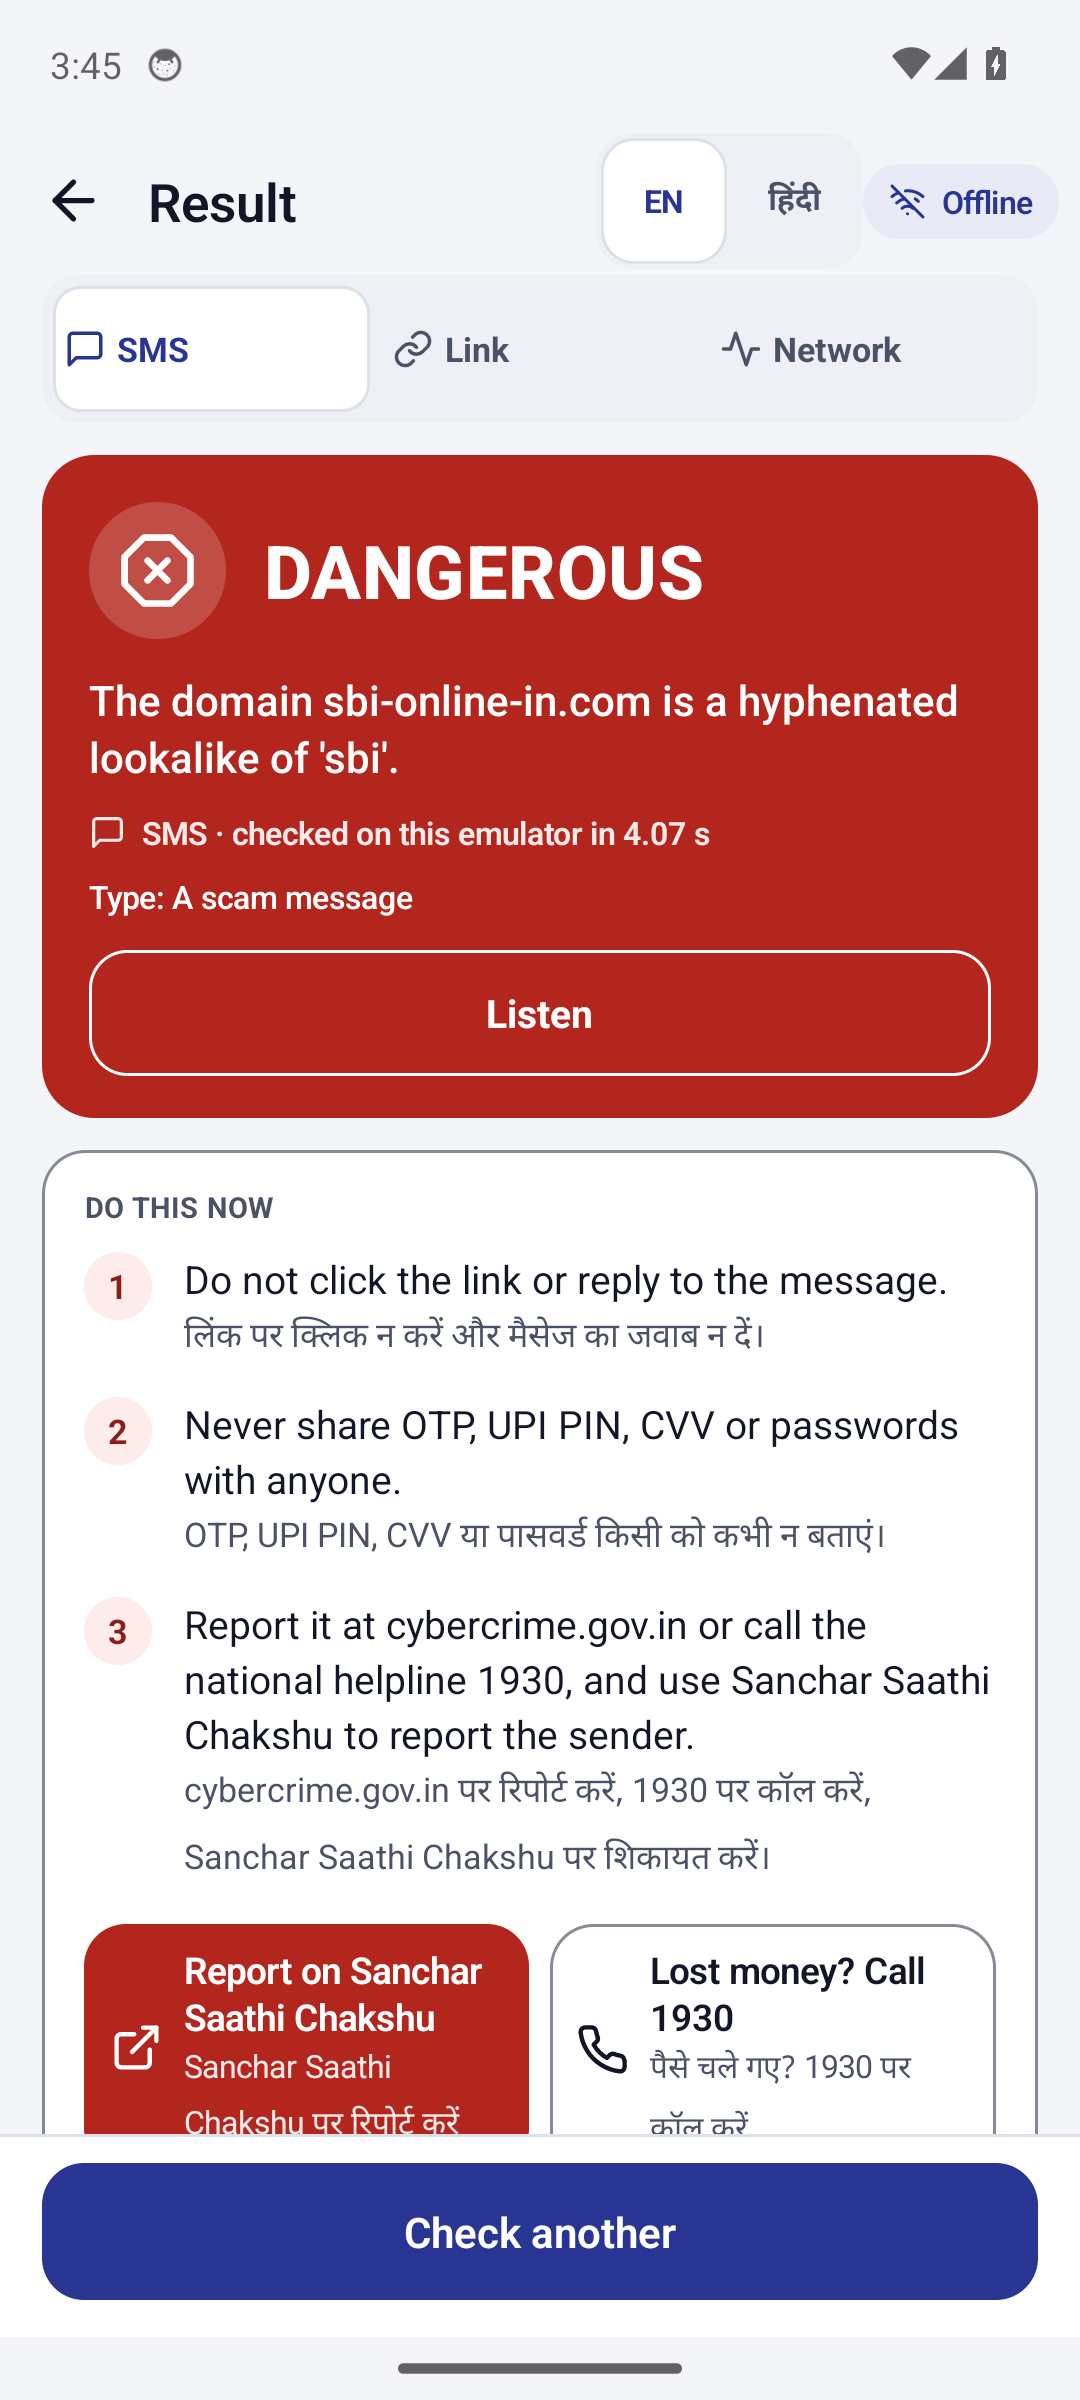 3:45
Result
EN
हिंदी
Offline
SMS
Link
Network
DANGEROUS
The domain sbi-online-in.com is a hyphenated
lookalike of 'sbi'.
SMS · checked on this emulator in 4.07 s
Type: A scam message
Listen
DO THIS NOW
1
Do not click the link or reply to the message.
लिंक पर क्लिक न करें और मैसेज का जवाब न दें।
2
Never share OTP, UPI PIN, CVV or passwords
with anyone.
OTP, UPI PIN, CVV या पासवर्ड किसी को कभी न बताएं।
3
Report it at cybercrime.gov.in or call the
national helpline 1930, and use Sanchar Saathi
Chakshu to report the sender.
cybercrime.gov.in पर रिपोर्ट करें, 1930 पर कॉल करें,
Sanchar Saathi Chakshu पर शिकायत करें।
Report on Sanchar
Saathi Chakshu
Sanchar Saathi
Chakshu पर रिपोर्ट करें
Lost money? Call
1930
पैसे चले गए? 1930 पर
कॉल करें
Check another